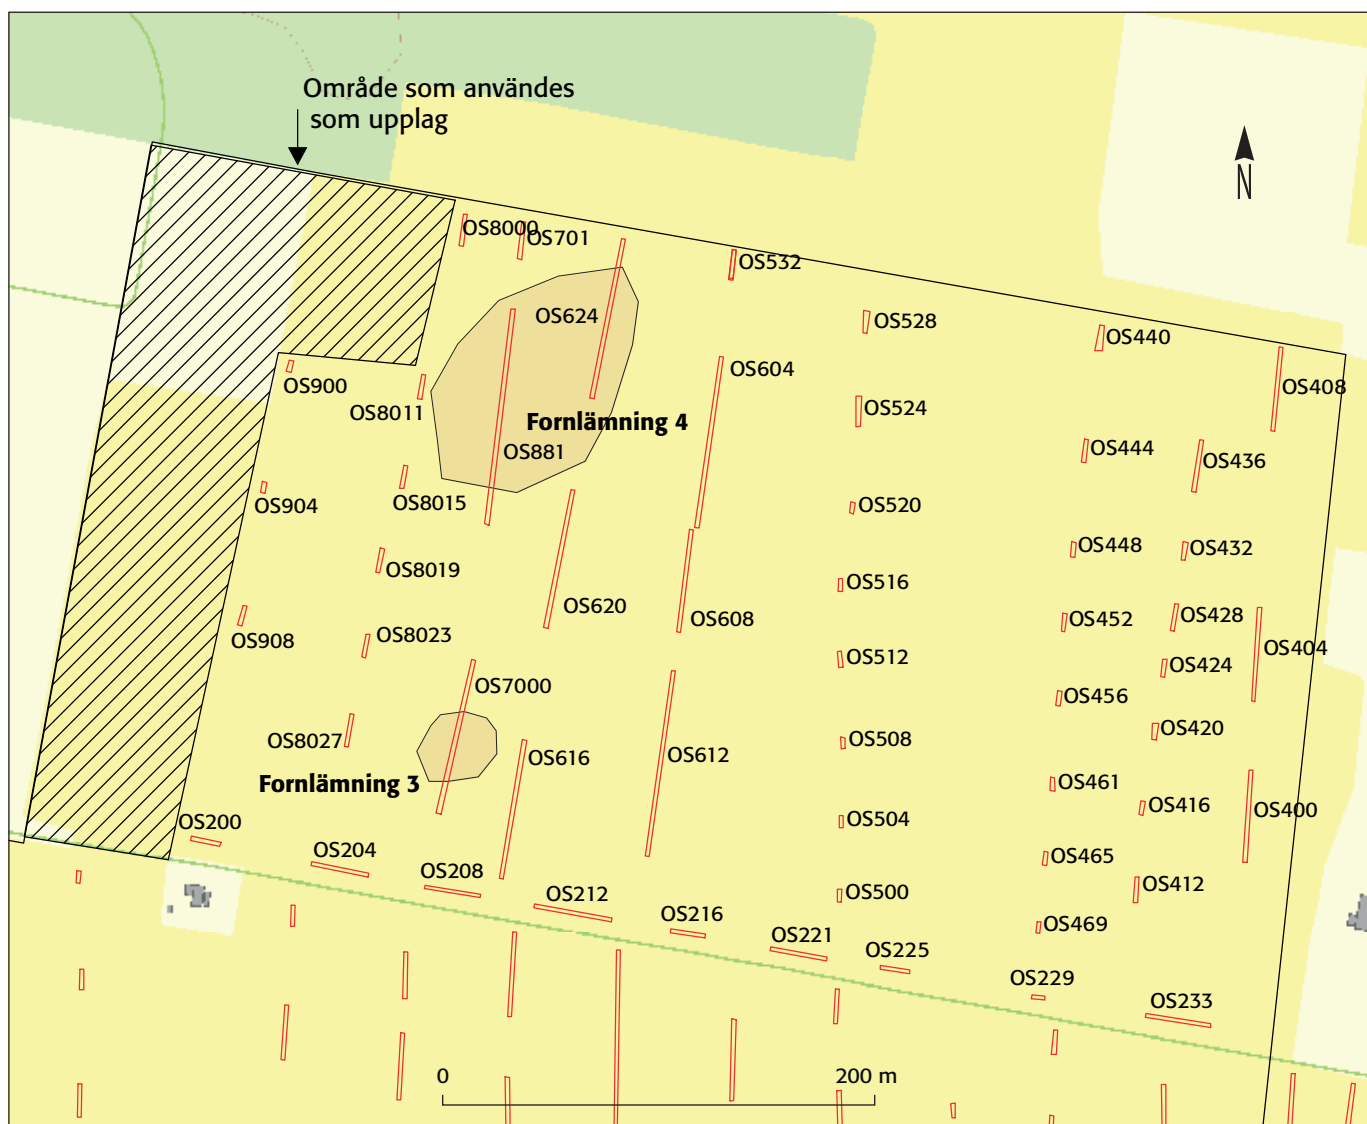 Område som användes
som upplag
N
OS8000
OS701
OS532
OS624
OS528
OS440
OS604
OS408
OS900
OS8011
OS524
Fornlämning 4
OS444
OS881
OS436
OS8015
OS904
OS520
OS448
OS432
OS8019
OS516
OS620
OS608
OS452
OS428
OS908
OS8023
OS404
OS512
OS424
OS7000
OS456
OS420
OS8027
OS508
OS616
OS612
Fornlämning 3
OS461
OS416
OS400
OS200
OS504
OS204
OS465
OS208
OS412
OS212
OS500
OS216
OS469
OS221
OS225
OS229
OS233
0
200 m